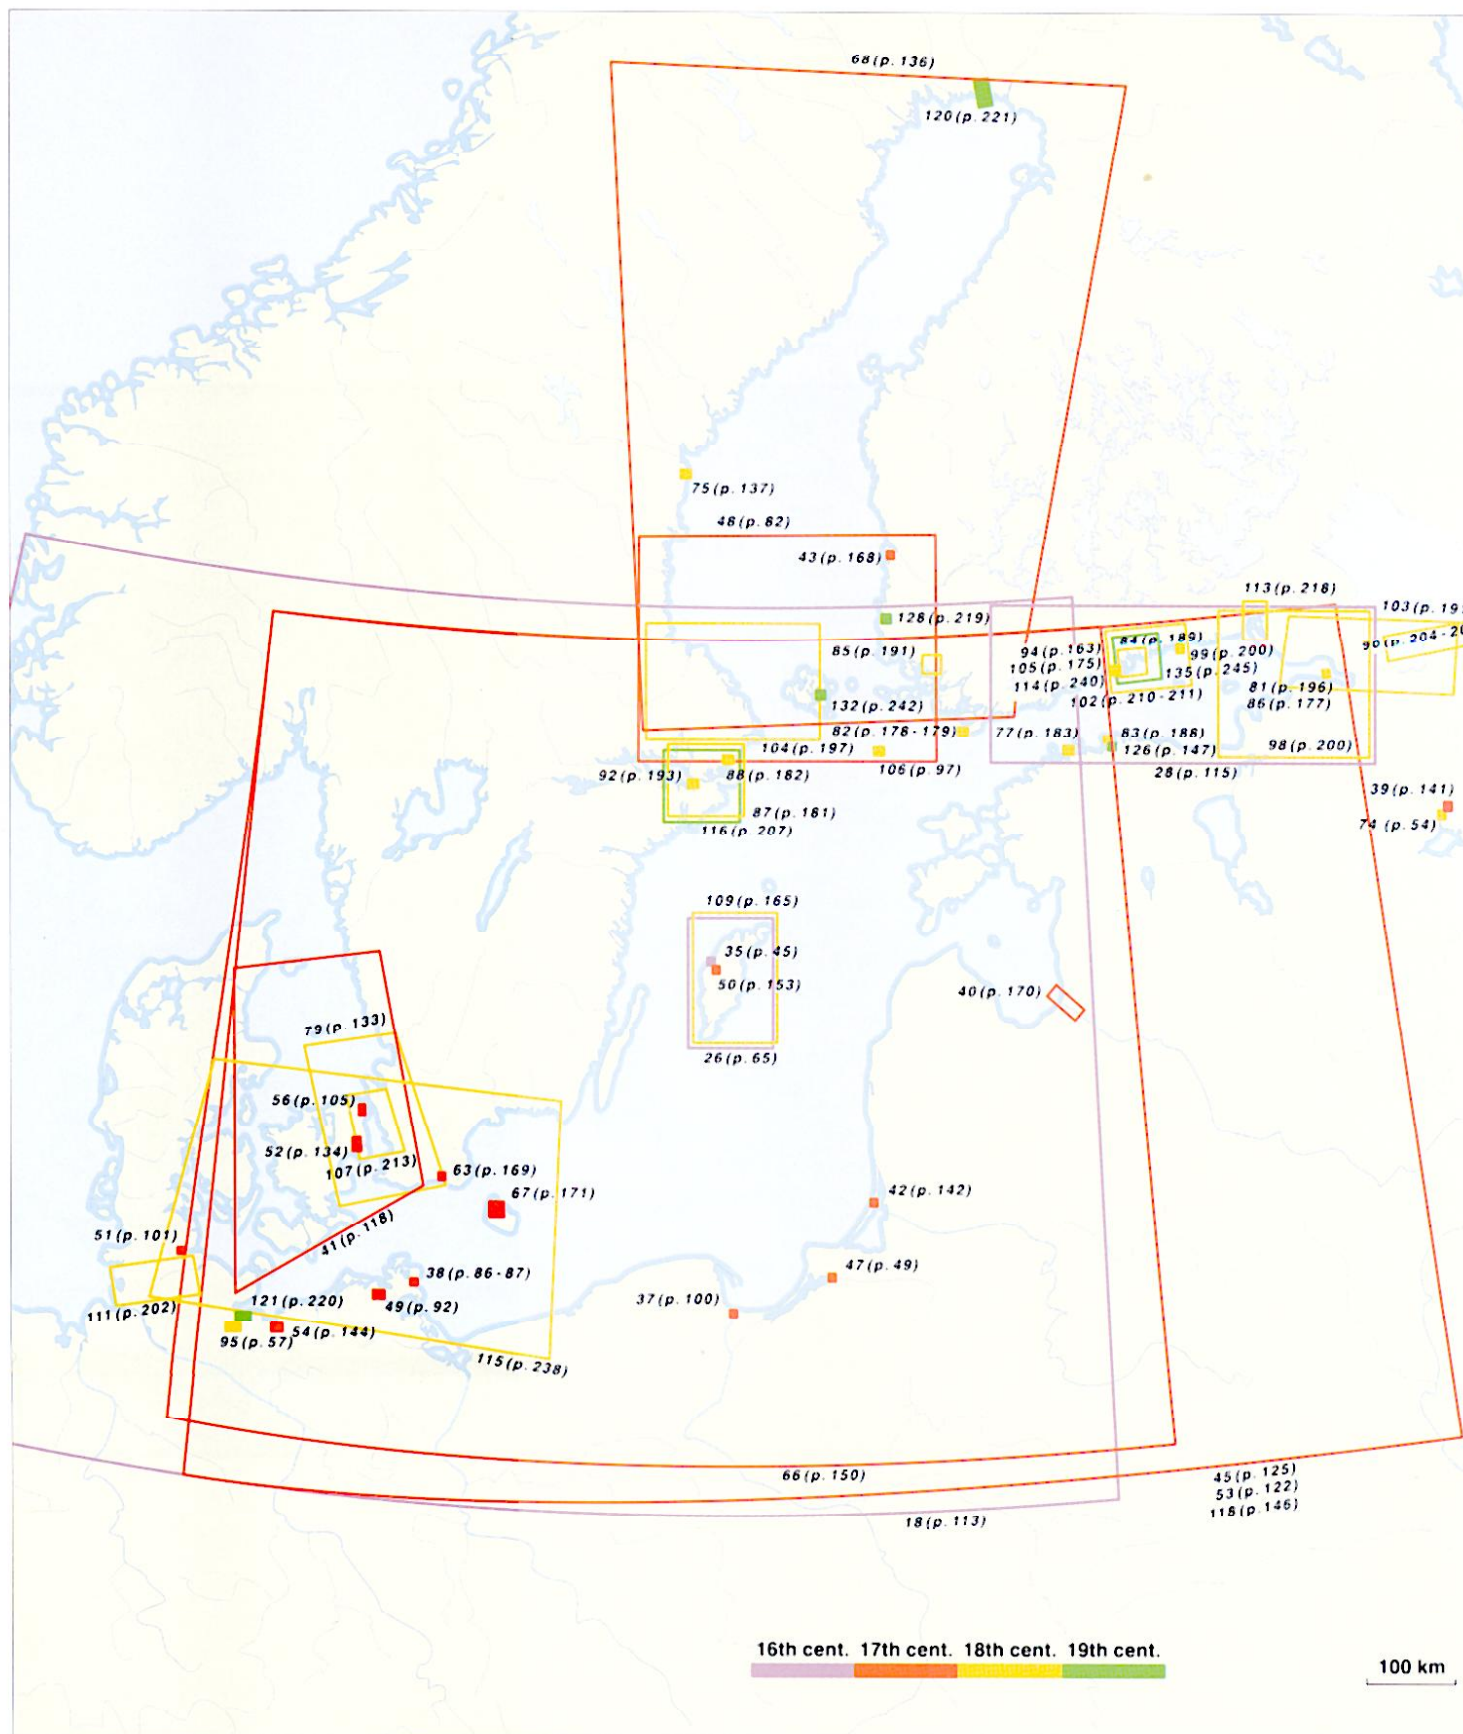 68 (p. 136)
120 (p. 221)
75 (p. 137)
48 (p. 82)
43 (p. 168)
128 (p. 219)
113 (p. 218)
103 (p. 19
84 (p. 189)
85 (p. 191)
94 (p. 163)
99 (p. 200)
105 (p. 175)
135 (p. 245)
114 (p. 240)
81 (p. 196)
102 (p. 210-211)
86 (p. 177)
132 (p. 242)
82 (p. 178-179)
77 (p. 183)
83 (p. 188)
104 (p. 197)
126 (p. 147)
98 (p. 200)
106 (p. 97)
28 (p. 115)
92 (p. 193)
88 (p. 182)
39 (p. 141)
87 (p. 181)
74 (p. 54)
116 (p. 207)
109 (p. 165)
35 (p. 45)
50 (p. 153)
40 (p. 170)
26 (p. 65)
79 (p. 133)
56 (p. 105)
52 (p. 134)
107 (p. 213)
63 (p. 169)
67 (p. 171)
42 (p. 142)
51 (p. 101)
41 (p. 118)
38 (p. 86-87)
47 (p. 49)
121 (p. 220)
49 (p. 92)
37 (p. 100)
111 (p. 202)
54 (p. 144)
95 (p. 57)
115 (p. 238)
66 (p. 150)
45 (p. 125)
53 (p. 122)
118 (p. 146)
18 (p. 113)
16th cent. 17th cent. 18th cent. 19th cent.
100 km